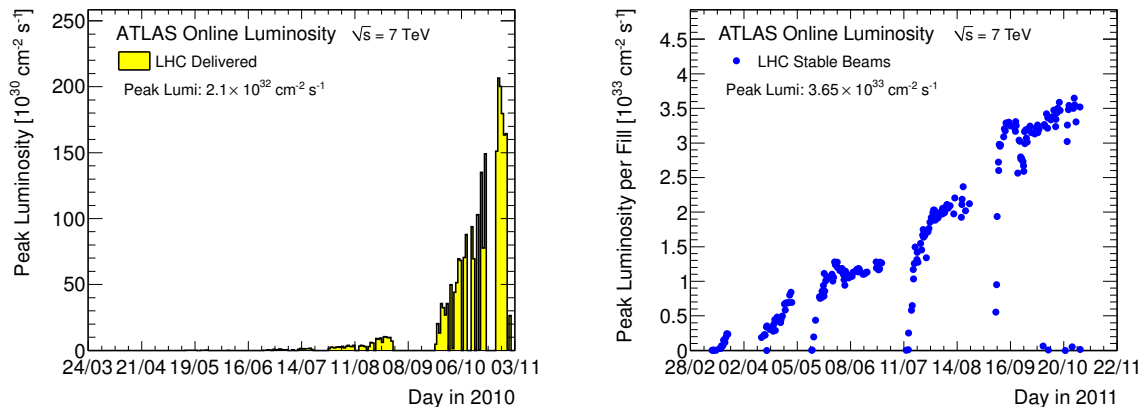 ATLAS Online Luminosity √s = 7 TeV
LHC Delivered
Peak Lumi: 2.1 × 10³² cm⁻² s⁻¹
Peak Luminosity [10³⁰ cm⁻² s⁻¹]
250
200
150
100
50
0
24/03 21/04 19/05 16/06 14/07 11/08 08/09 06/10 03/11
Day in 2010
ATLAS Online Luminosity √s = 7 TeV
LHC Stable Beams
Peak Lumi: 3.65 × 10³³ cm⁻² s⁻¹
Peak Luminosity per Fill [10³³ cm⁻² s⁻¹]
4.5
4
3.5
3
2.5
2
1.5
1
0.5
0
28/02 02/04 05/05 08/06 11/07 14/08 16/09 20/10 22/11
Day in 2011